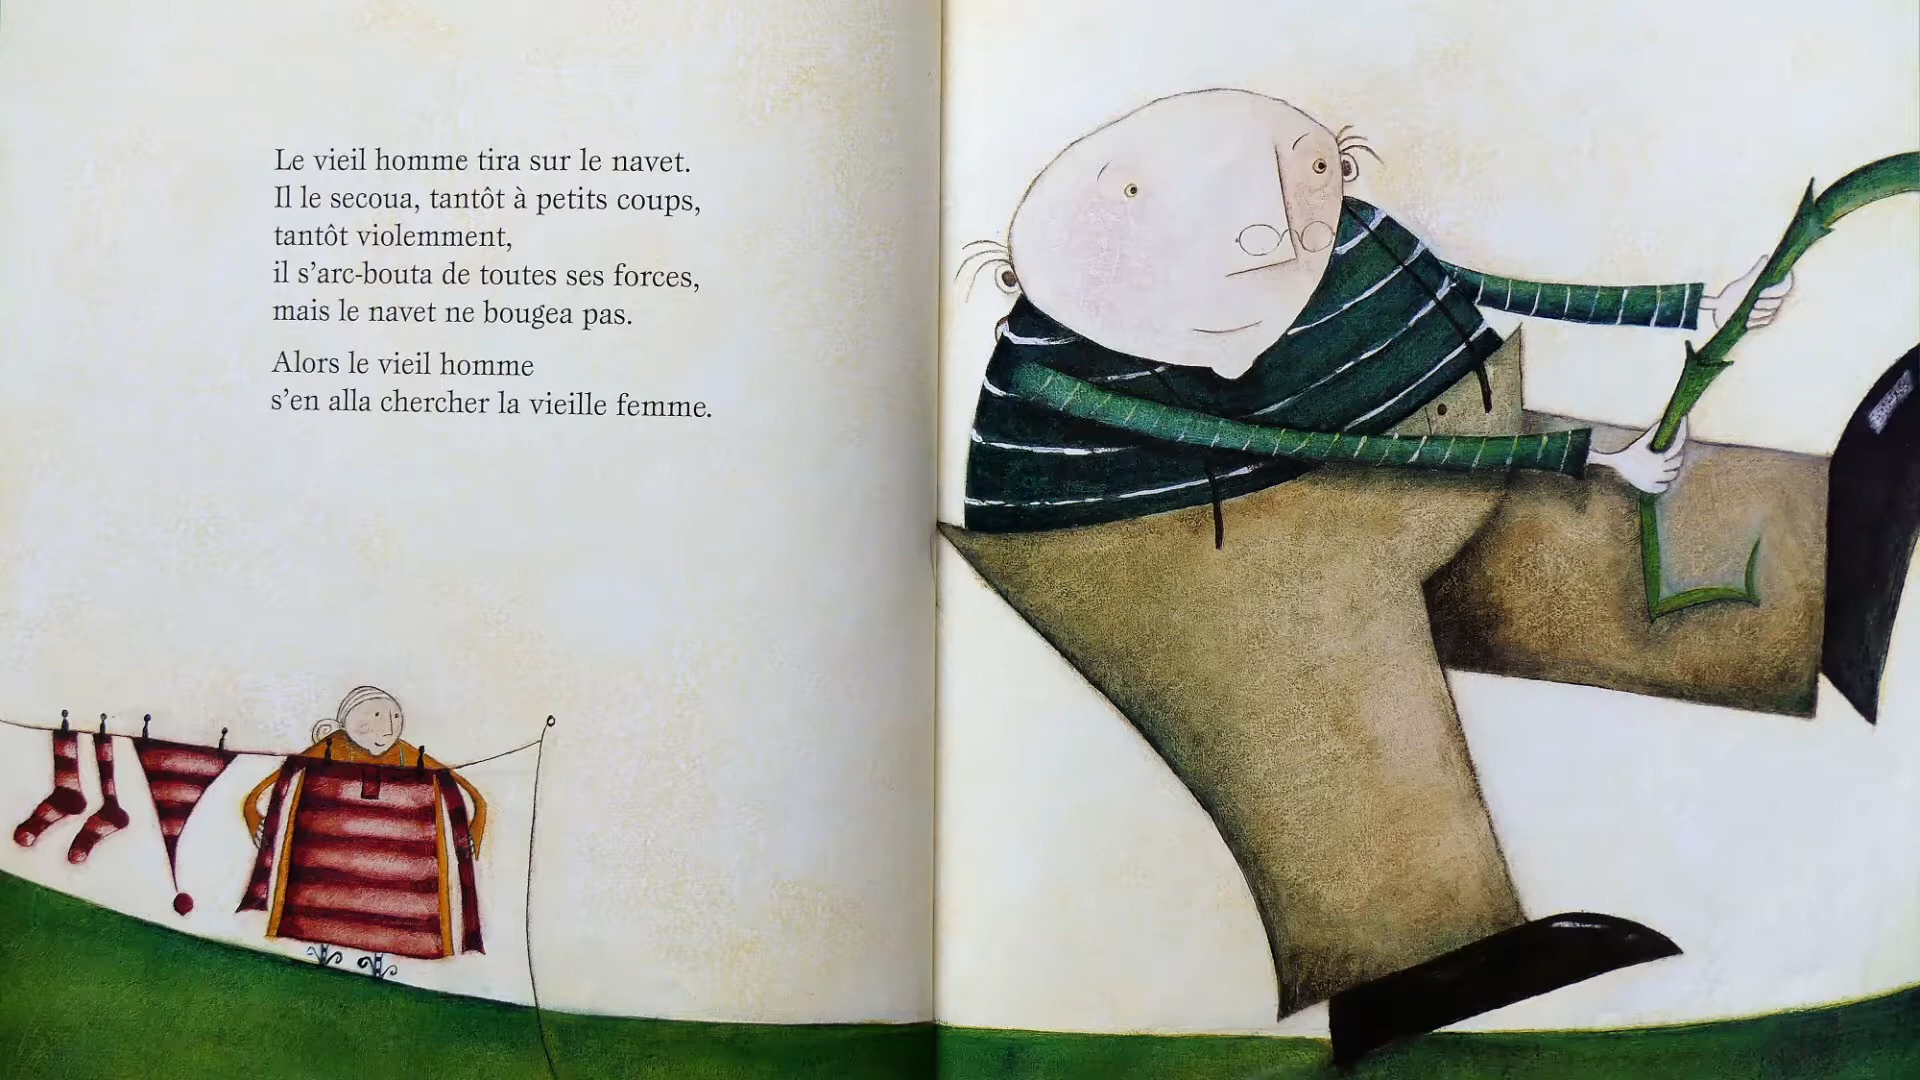 Le vieil homme tira sur le navet.
Il le secoua, tantôt à petits coups,
tantôt violemment,
il s’arc-bouta de toutes ses forces,
mais le navet ne bougea pas.
Alors le vieil homme
s’en alla chercher la vieille femme.